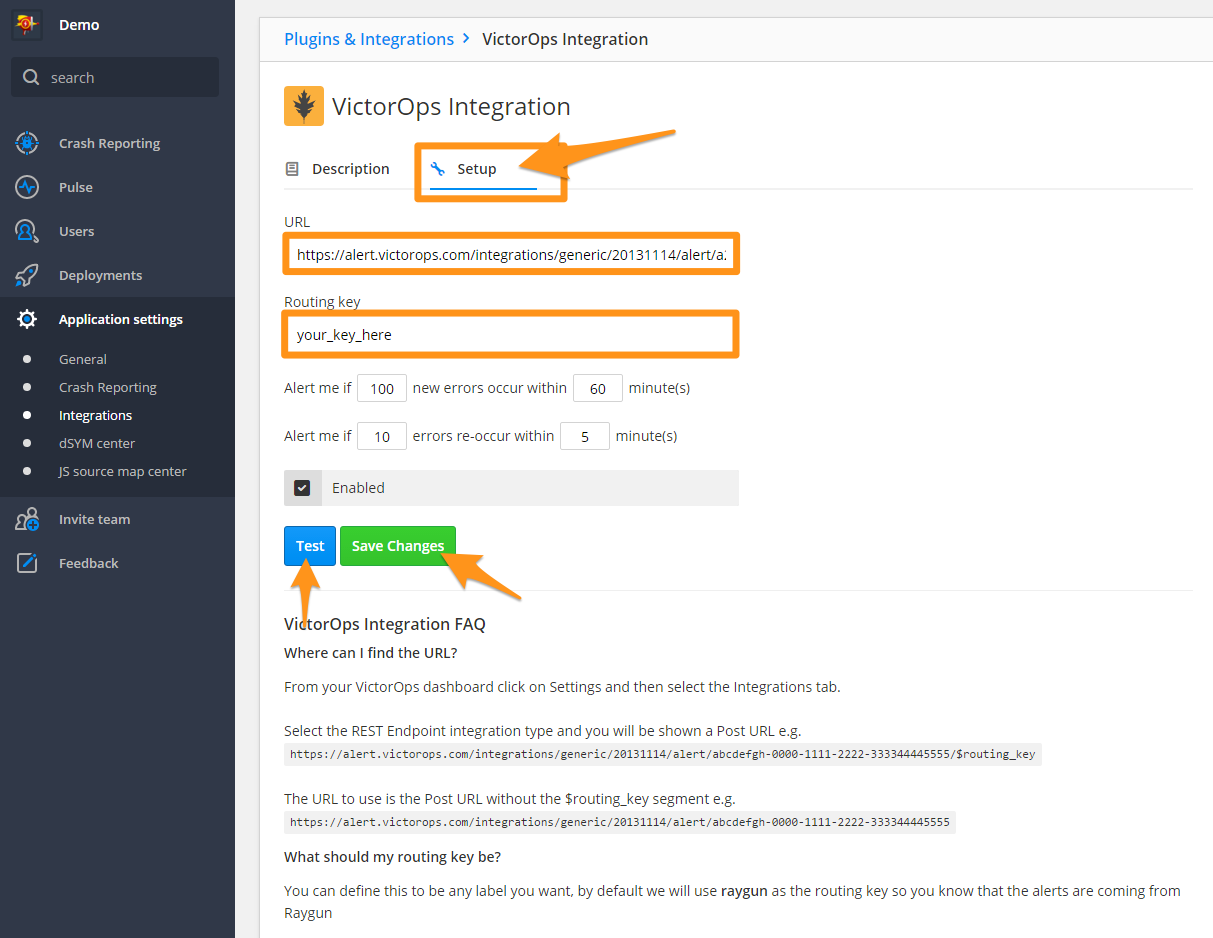 Demo
search
Crash Reporting
Pulse
Users
Deployments
Application settings
General
Crash Reporting
Integrations
dSYM center
JS source map center
Invite team
Feedback
Plugins & Integrations > VictorOps Integration
VictorOps Integration
Description Setup
URL
https://alert.victorops.com/integrations/generic/20131114/alert/a
Routing key
your_key_here
Alert me if 100 new errors occur within 60 minute(s)
Alert me if 10 errors re-occur within 5 minute(s)
Enabled
Test Save Changes
VictorOps Integration FAQ
Where can I find the URL?
From your VictorOps dashboard click on Settings and then select the Integrations tab.
Select the REST Endpoint integration type and you will be shown a Post URL e.g.
https://alert.victorops.com/integrations/generic/20131114/alert/abcdefgh-0000-1111-2222-333344445555/$routing_key
The URL to use is the Post URL without the $routing_key segment e.g.
https://alert.victorops.com/integrations/generic/20131114/alert/abcdefgh-0000-1111-2222-333344445555
What should my routing key be?
You can define this to be any label you want, by default we will use raygun as the routing key so you know that the alerts are coming from
Raygun